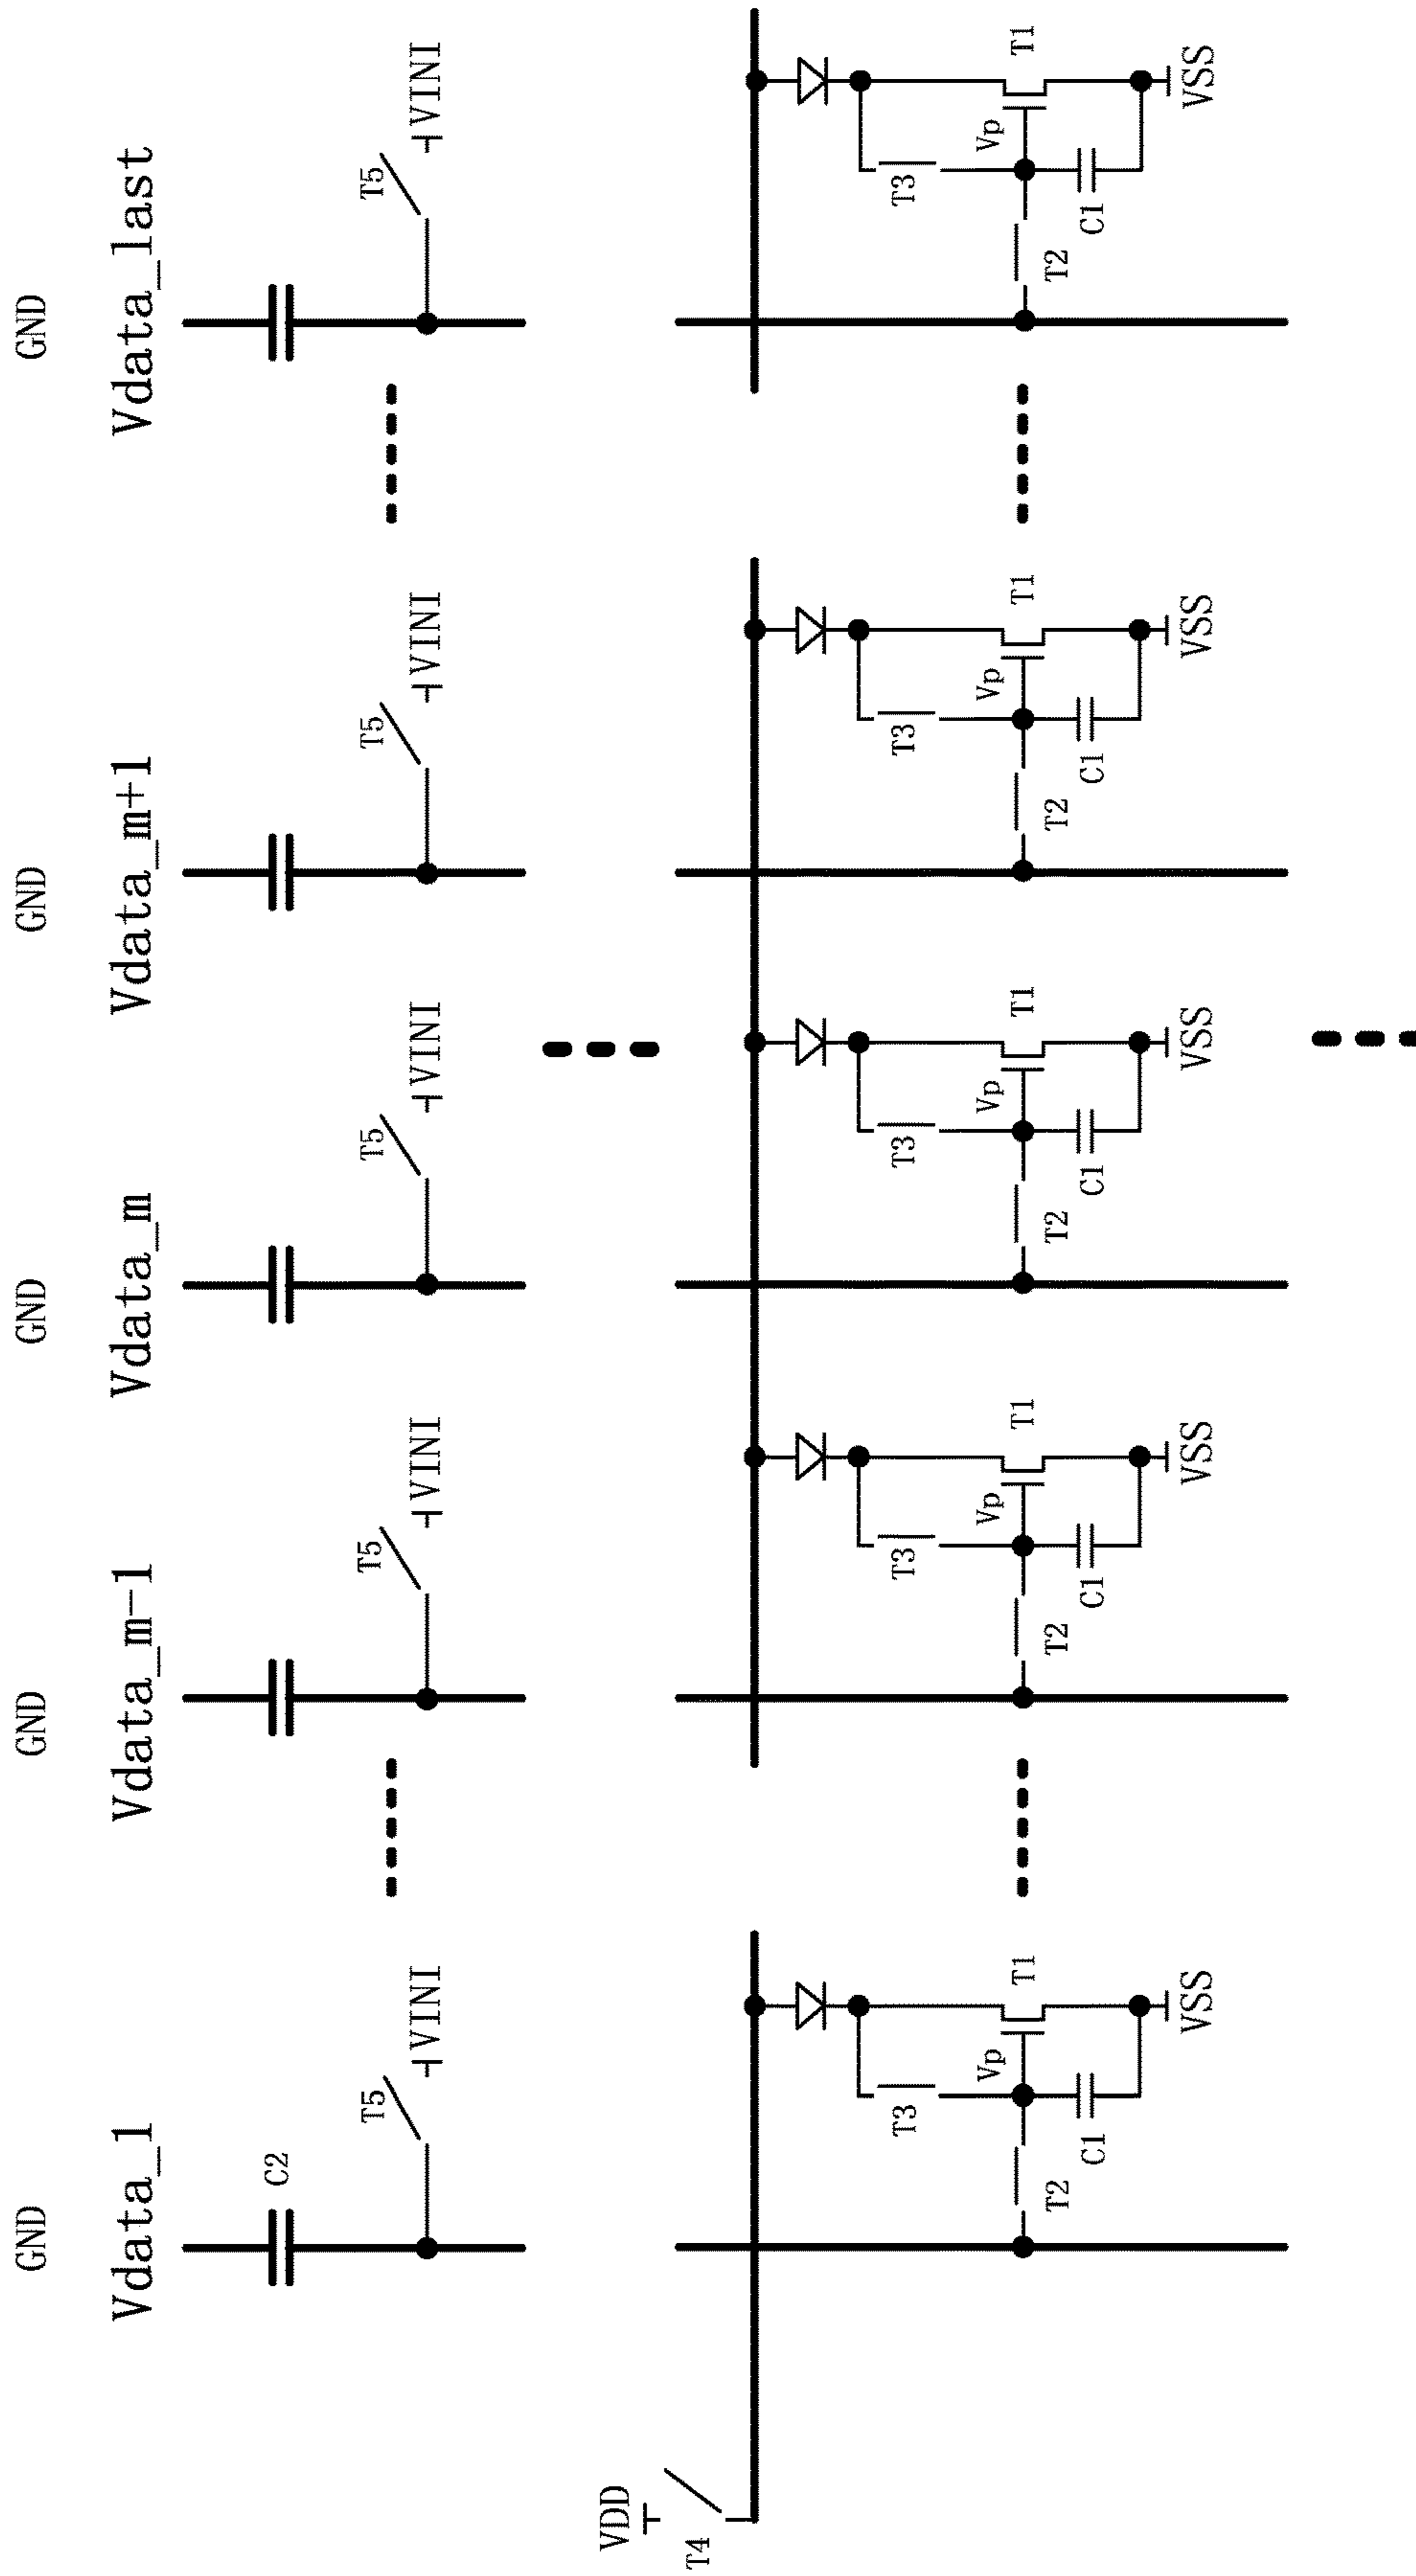 GND GND GND GND GND
Vdata_1 Vdata_m-1 Vdata_m Vdata_m+1 Vdata_last
C2
T5 T5 T5 T5 T5
VINI VINI VINI VINI VINI
VDD
T4
T3 T3 T3 T3 T3
Vp Vp Vp Vp Vp
T1 T1 T1 T1 T1
T2 T2 T2 T2 T2
C1 C1 C1 C1 C1
VSS VSS VSS VSS VSS